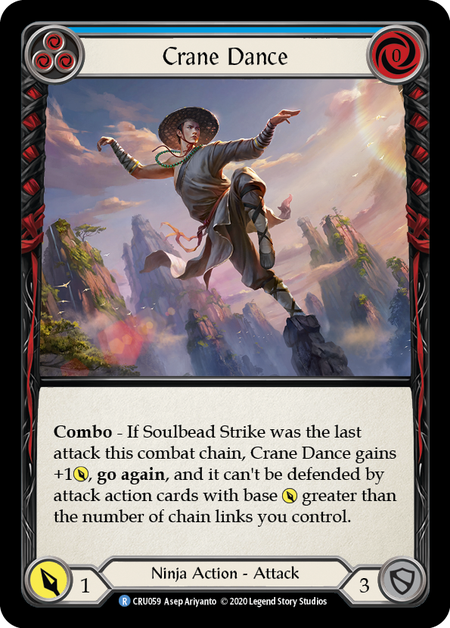 Crane Dance
0
Combo - If Soulbead Strike was the last
attack this combat chain, Crane Dance gains
+1, go again, and it can't be defended by
attack action cards with base greater than
the number of chain links you control.
1
Ninja Action - Attack
3
R CRU059 Asep Ariyanto © 2020 Legend Story Studios